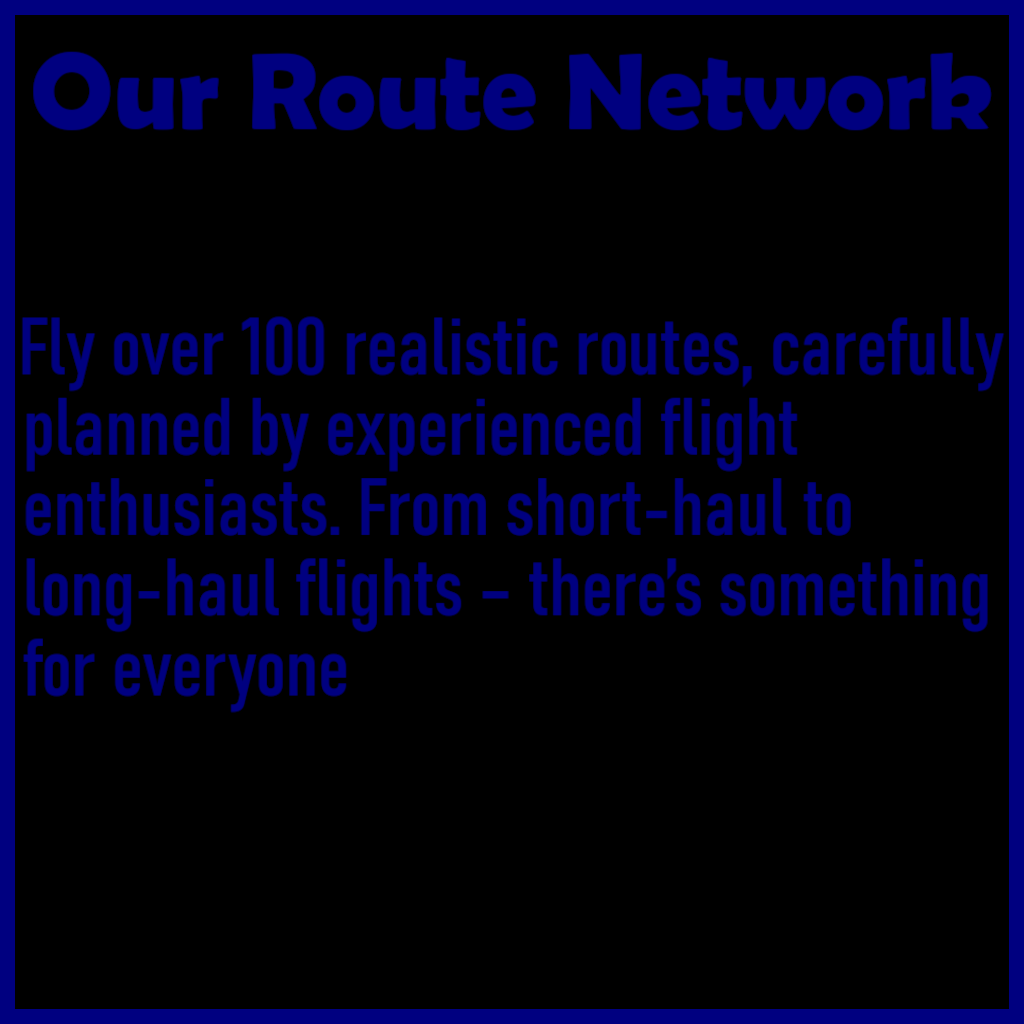 Our Route Network
Fly over 100 realistic routes, carefully
planned by experienced flight
enthusiasts. From short-haul to
long-haul flights – there’s something
for everyone